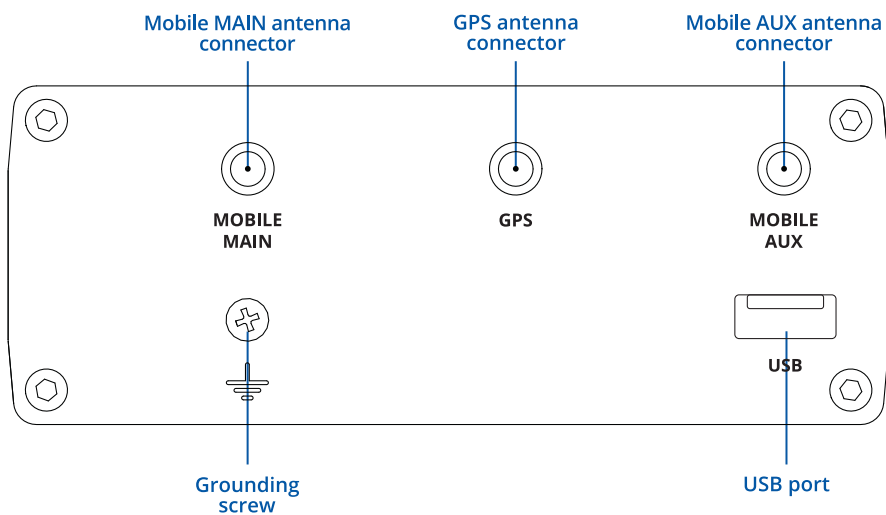 Mobile MAIN antenna
connector
GPS antenna
connector
Mobile AUX antenna
connector
MOBILE
MAIN
GPS
MOBILE
AUX
USB
Grounding
screw
USB port